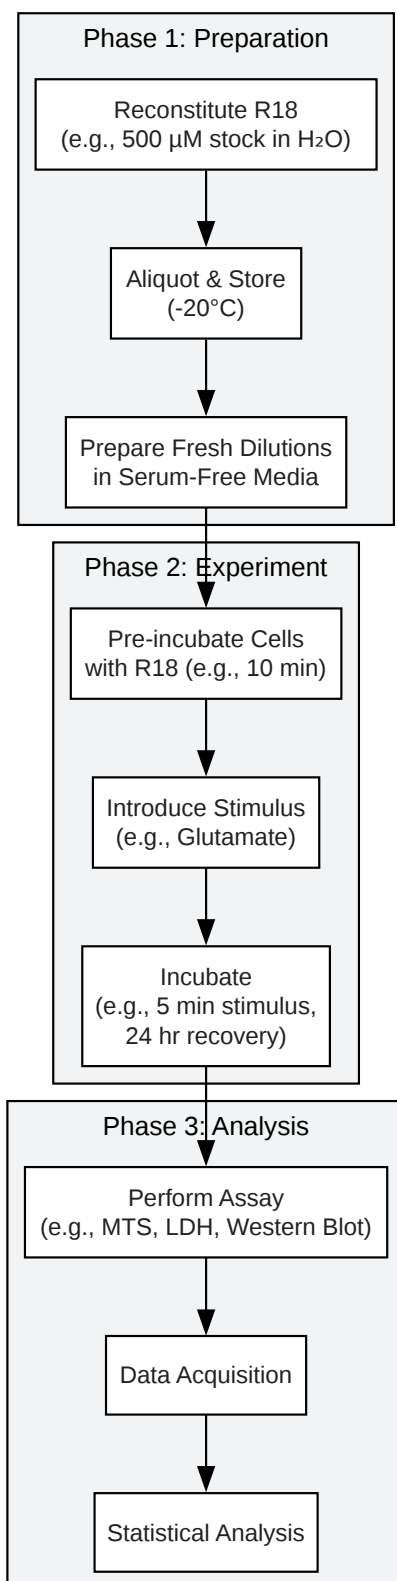 Phase 1: Preparation
Reconstitute R18
(e.g., 500 µM stock in H₂O)
Aliquot & Store
(-20°C)
Prepare Fresh Dilutions
in Serum-Free Media
Phase 2: Experiment
Pre-incubate Cells
with R18 (e.g., 10 min)
Introduce Stimulus
(e.g., Glutamate)
Incubate
(e.g., 5 min stimulus,
24 hr recovery)
Phase 3: Analysis
Perform Assay
(e.g., MTS, LDH, Western Blot)
Data Acquisition
Statistical Analysis